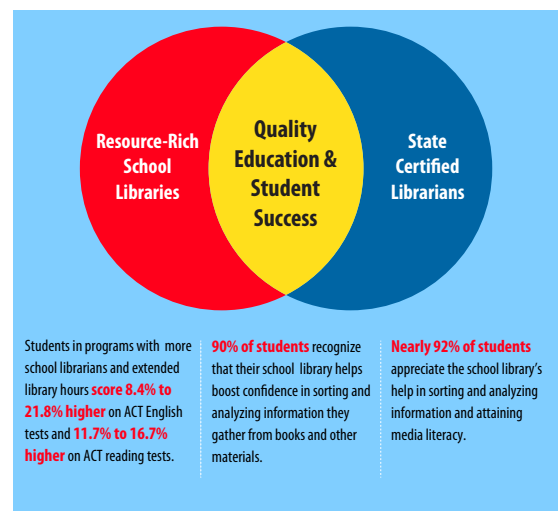 Resource-Rich
School
Libraries
Quality
Education &
Student
Success
State
Certified
Librarians
Students in programs with more
school librarians and extended
library hours score 8.4% to
21.8% higher on ACT English
tests and 11.7% to 16.7%
higher on ACT reading tests.
90% of students recognize
that their school library helps
boost confidence in sorting and
analyzing information they
gather from books and other
materials.
Nearly 92% of students
appreciate the school library's
help in sorting and analyzing
information and attaining
media literacy.